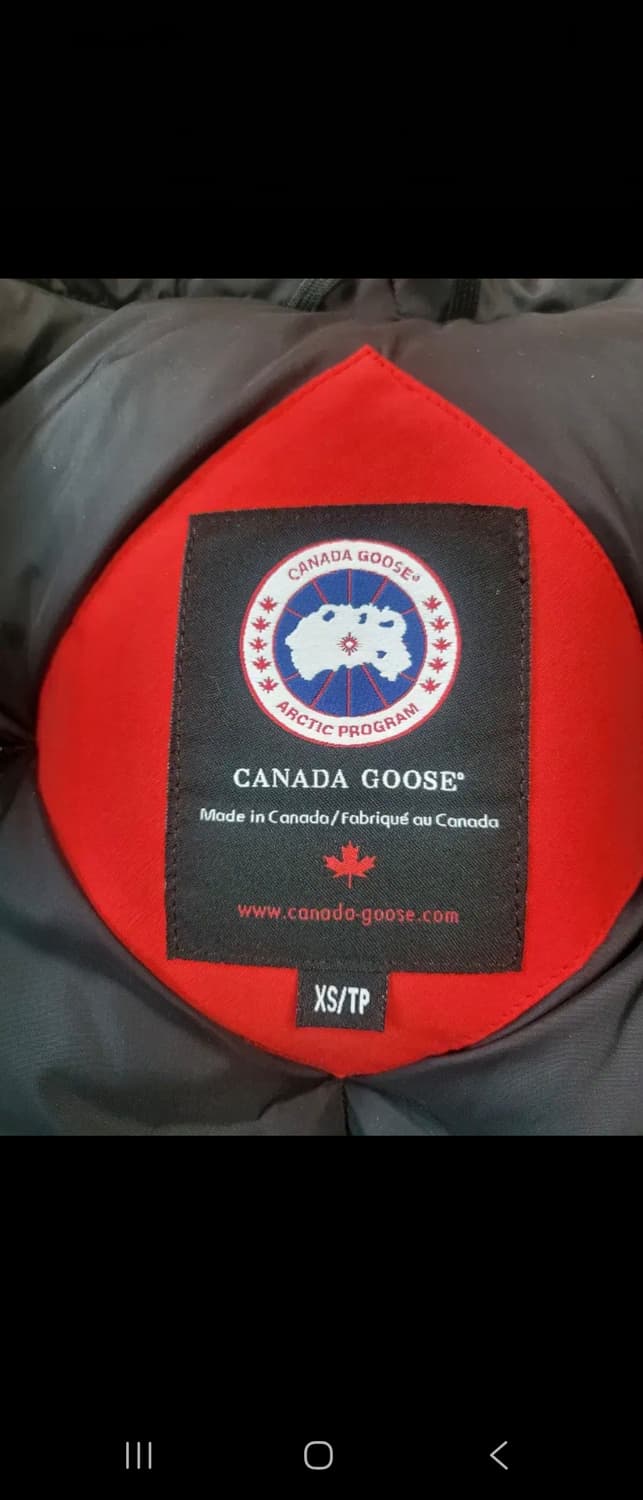 CANADA GOOSE®
ARCTIC PROGRAM
CANADA GOOSE®
Made in Canada/Fabriqué au Canada
www.canada-goose.com
XS/TP